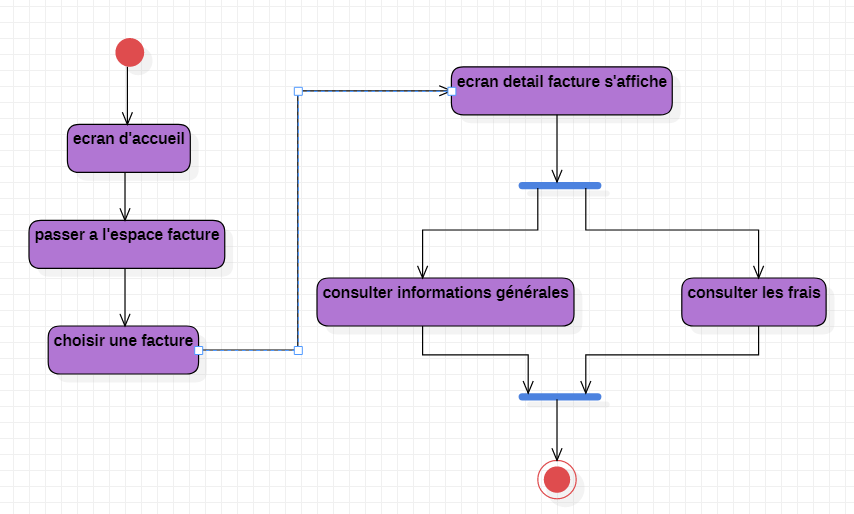 ecran d'accueil
passer a l'espace facture
choisir une facture
ecran detail facture s'affiche
consulter informations générales
consulter les frais